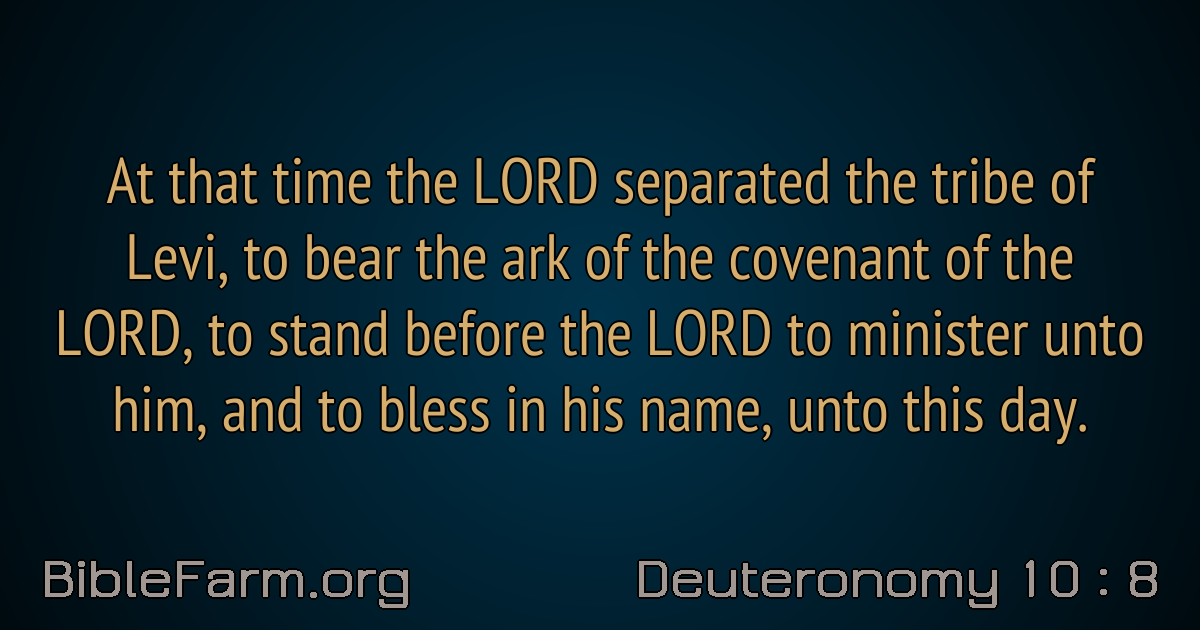 At that time the LORD separated the tribe of
Levi, to bear the ark of the covenant of the
LORD, to stand before the LORD to minister unto
him, and to bless in his name, unto this day.
BibleFarm.org
Deuteronomy 10 : 8